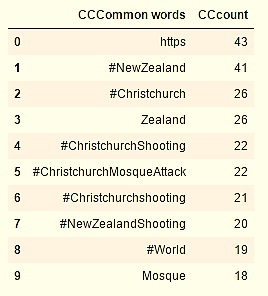 CCCommon words CCcount
0 https 43
1 #NewZealand 41
2 #Christchurch 26
3 Zealand 26
4 #ChristchurchShooting 22
5 #ChristchurchMosqueAttack 22
6 #Christchurchshooting 21
7 #NewZealandShooting 20
8 #World 19
9 Mosque 18